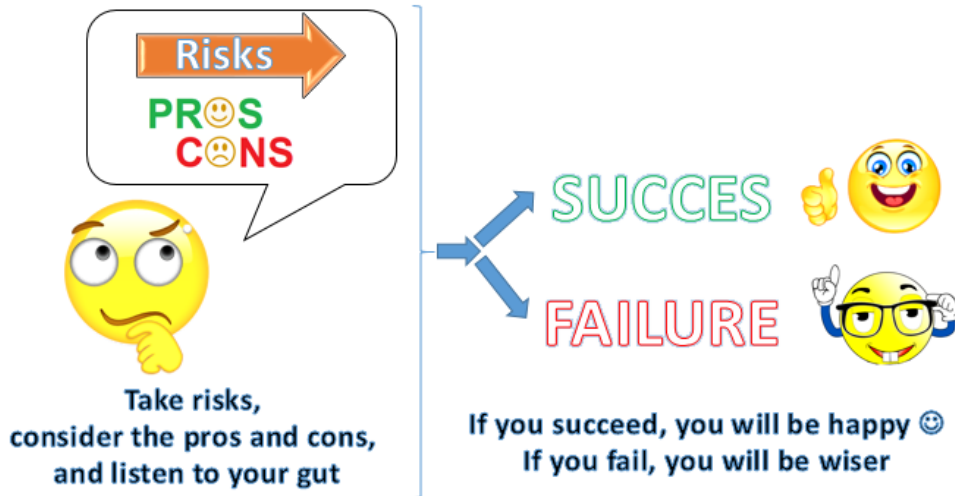 Risks
PROS
CONS
Take risks,
consider the pros and cons,
and listen to your gut
SUCCES
FAILURE
If you succeed, you will be happy ☺
If you fail, you will be wiser